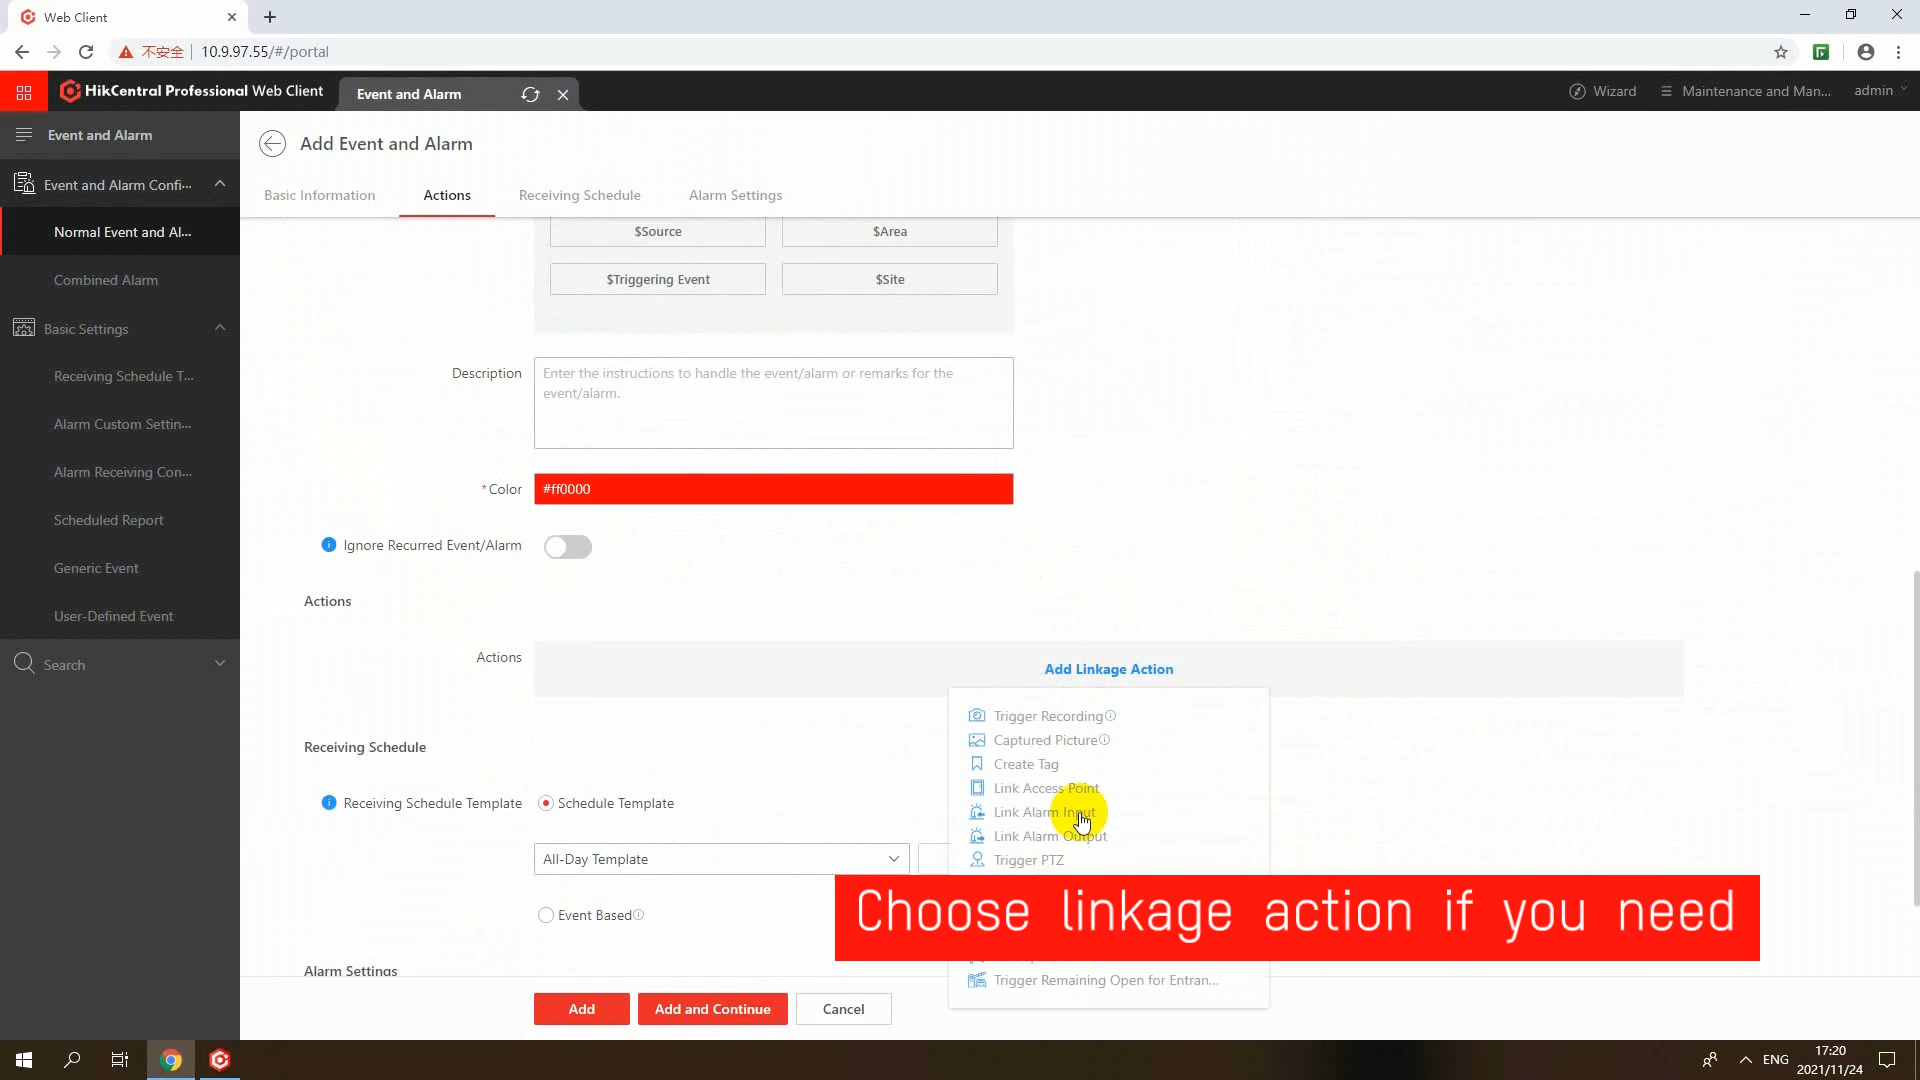 Web Client
不安全
10.9.97.55/#/portal
HikCentral Professional Web Client
Event and Alarm
Wizard
Maintenance and Man...
admin
Event and Alarm
Add Event and Alarm
Event and Alarm Confi...
Basic Information
Actions
Receiving Schedule
Alarm Settings
Normal Event and Al...
$Source
$Area
Combined Alarm
$Triggering Event
$Site
Basic Settings
Receiving Schedule T...
Description
Enter the instructions to handle the event/alarm or remarks for the
event/alarm.
Alarm Custom Settin...
Alarm Receiving Con...
*Color
#ff0000
Scheduled Report
Ignore Recurred Event/Alarm
Generic Event
Actions
User-Defined Event
Search
Actions
Add Linkage Action
Trigger Recording
Captured Picture
Create Tag
Link Access Point
Link Alarm Input
Link Alarm Output
Trigger PTZ
Receiving Schedule
Receiving Schedule Template
Schedule Template
All-Day Template
Choose linkage action if you need
Event Based
Alarm Settings
Trigger Remaining Open for Entran...
Add
Add and Continue
Cancel
ENG
17:20
2021/11/24